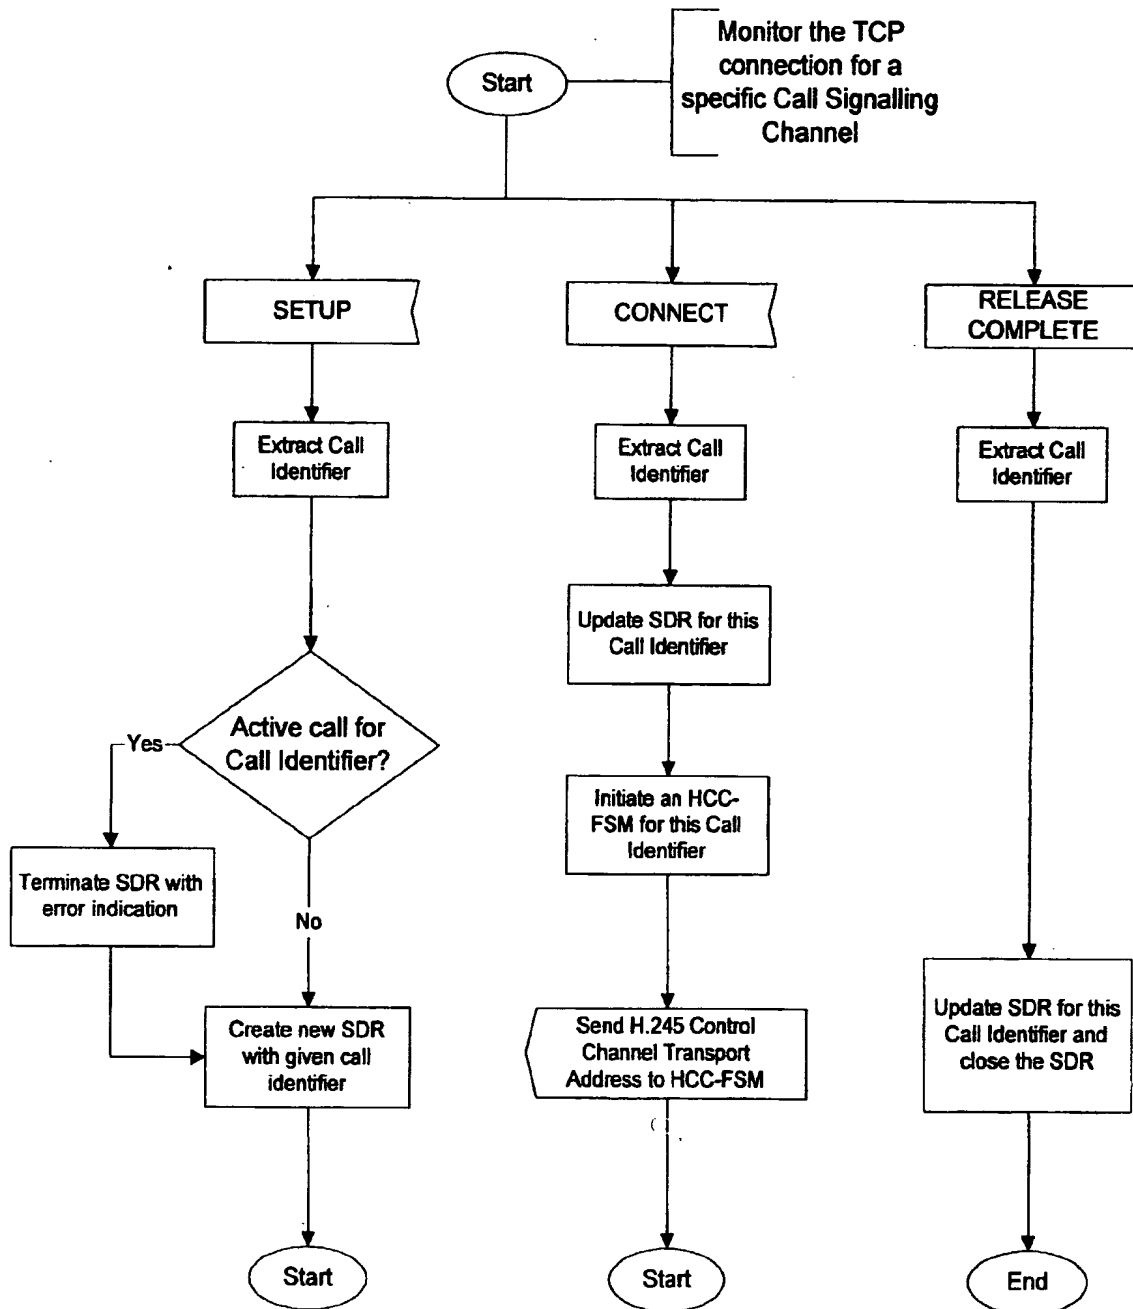 Start
Monitor the TCP
connection for a
specific Call Signalling
Channel
SETUP
CONNECT
RELEASE
COMPLETE
Extract Call
Identifier
Extract Call
Identifier
Extract Call
Identifier
Update SDR for this
Call Identifier
Active call for
Call Identifier?
Yes
No
Initiate an HCC-
FSM for this Call
Identifier
Terminate SDR with
error indication
Create new SDR
with given call
identifier
Send H.245 Control
Channel Transport
Address to HCC-FSM
Update SDR for this
Call Identifier and
close the SDR
Start
Start
End